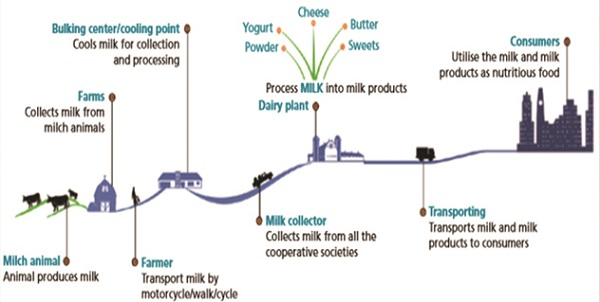 Bulking center/cooling point
Cools milk for collection
and processing
Farms
Collects milk from
milch animals
Cheese
Yogurt
Butter
Powder
Sweets
Process MILK into milk products
Dairy plant
Consumers
Utilise the milk and milk
products as nutritious food
Milch animal
Animal produces milk
Farmer
Transport milk by
motorcycle/walk/cycle
Milk collector
Collects milk from all the
cooperative societies
Transporting
Transports milk and milk
products to consumers